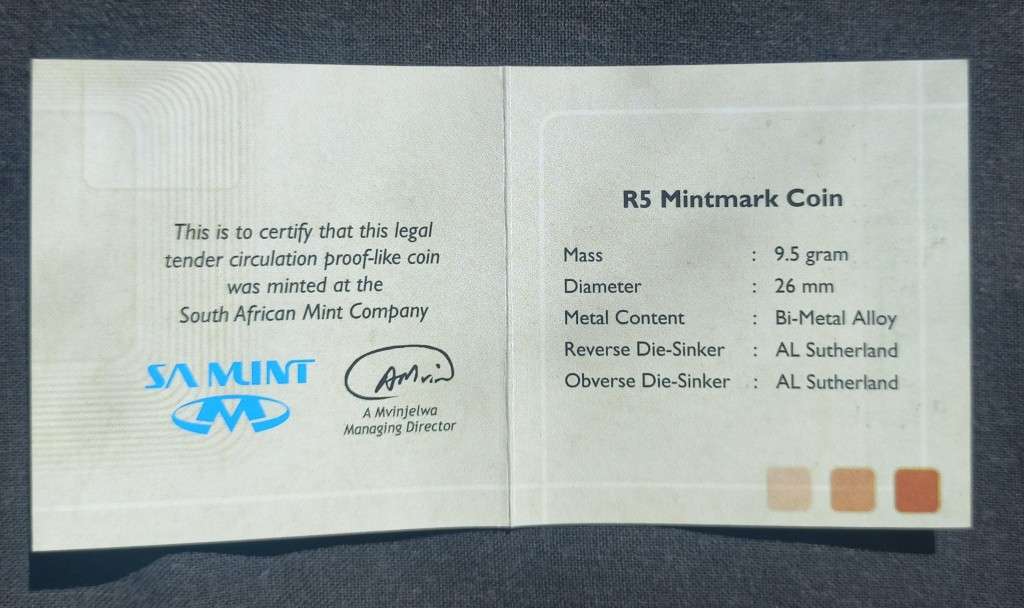 This is to certify that this legal
tender circulation proof-like coin
was minted at the
South African Mint Company
SA MINT
A Mvinjelwa
Managing Director
R5 Mintmark Coin
Mass : 9.5 gram
Diameter : 26 mm
Metal Content : Bi-Metal Alloy
Reverse Die-Sinker : AL Sutherland
Obverse Die-Sinker : AL Sutherland